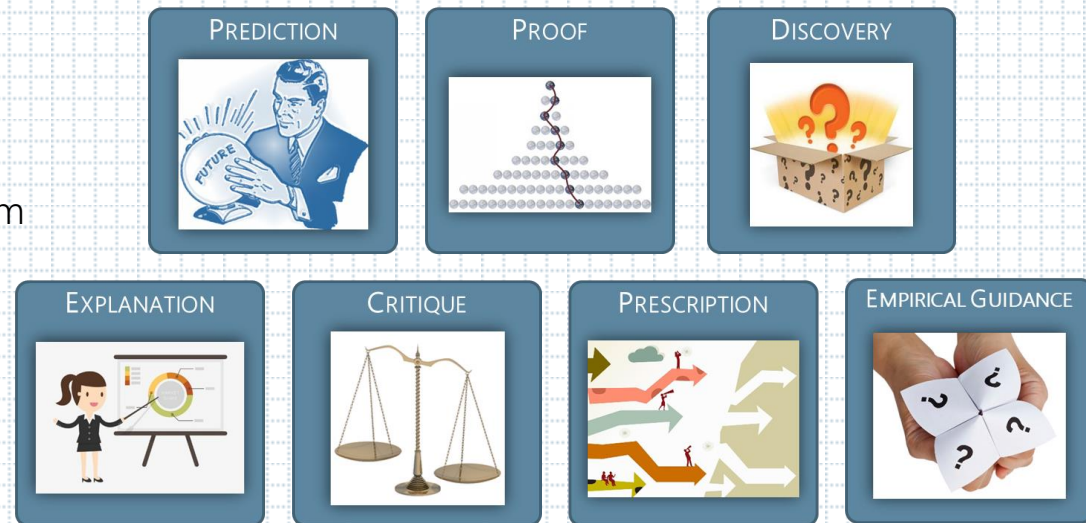 PREDICTION
PROOF
DISCOVERY
FUTURE
? ? ?
m
EXPLANATION
CRITIQUE
PRESCRIPTION
EMPIRICAL GUIDANCE
? ?
? ?